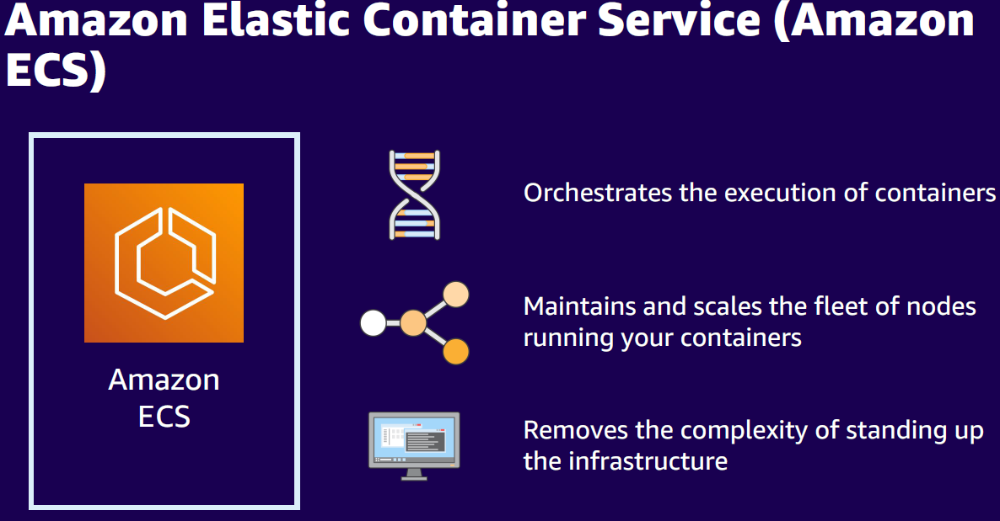 Amazon Elastic Container Service (Amazon
ECS)
Amazon
ECS
Orchestrates the execution of containers
Maintains and scales the fleet of nodes
running your containers
Removes the complexity of standing up
the infrastructure